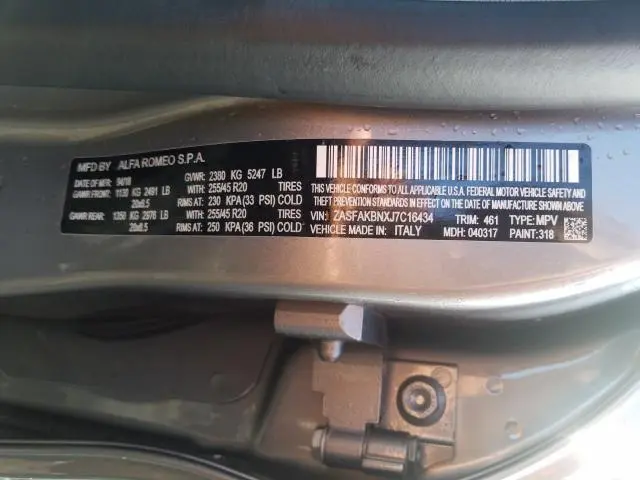 MFD BY ALFA ROMEO S.P.A.
MFD DATE: 04/18 GVWR: 2380 KG 5247 LB
GAWR FRONT: 1130 KG 2491 LB WITH 255/45 R20 TIRES
20x8.5 RIMS AT: 230 KPA (33 PSI) COLD
GAWR REAR: 1350 KG 2976 LB WITH 255/45 R20 TIRES
20x8.5 RIMS AT: 250 KPA (36 PSI) COLD
THIS VEHICLE CONFORMS TO ALL APPLICABLE U.S.A. FEDERAL MOTOR VEHICLE SAFETY AND
THEFT PREVENTION STANDARDS IN EFFECT ON THE DATE OF MANUFACTURE SHOWN ABOVE
VIN: ZASFAKBNXJ7C16434 TRIM: 461 TYPE: MPV
VEHICLE MADE IN: ITALY MDH: 040317 PAINT: 318